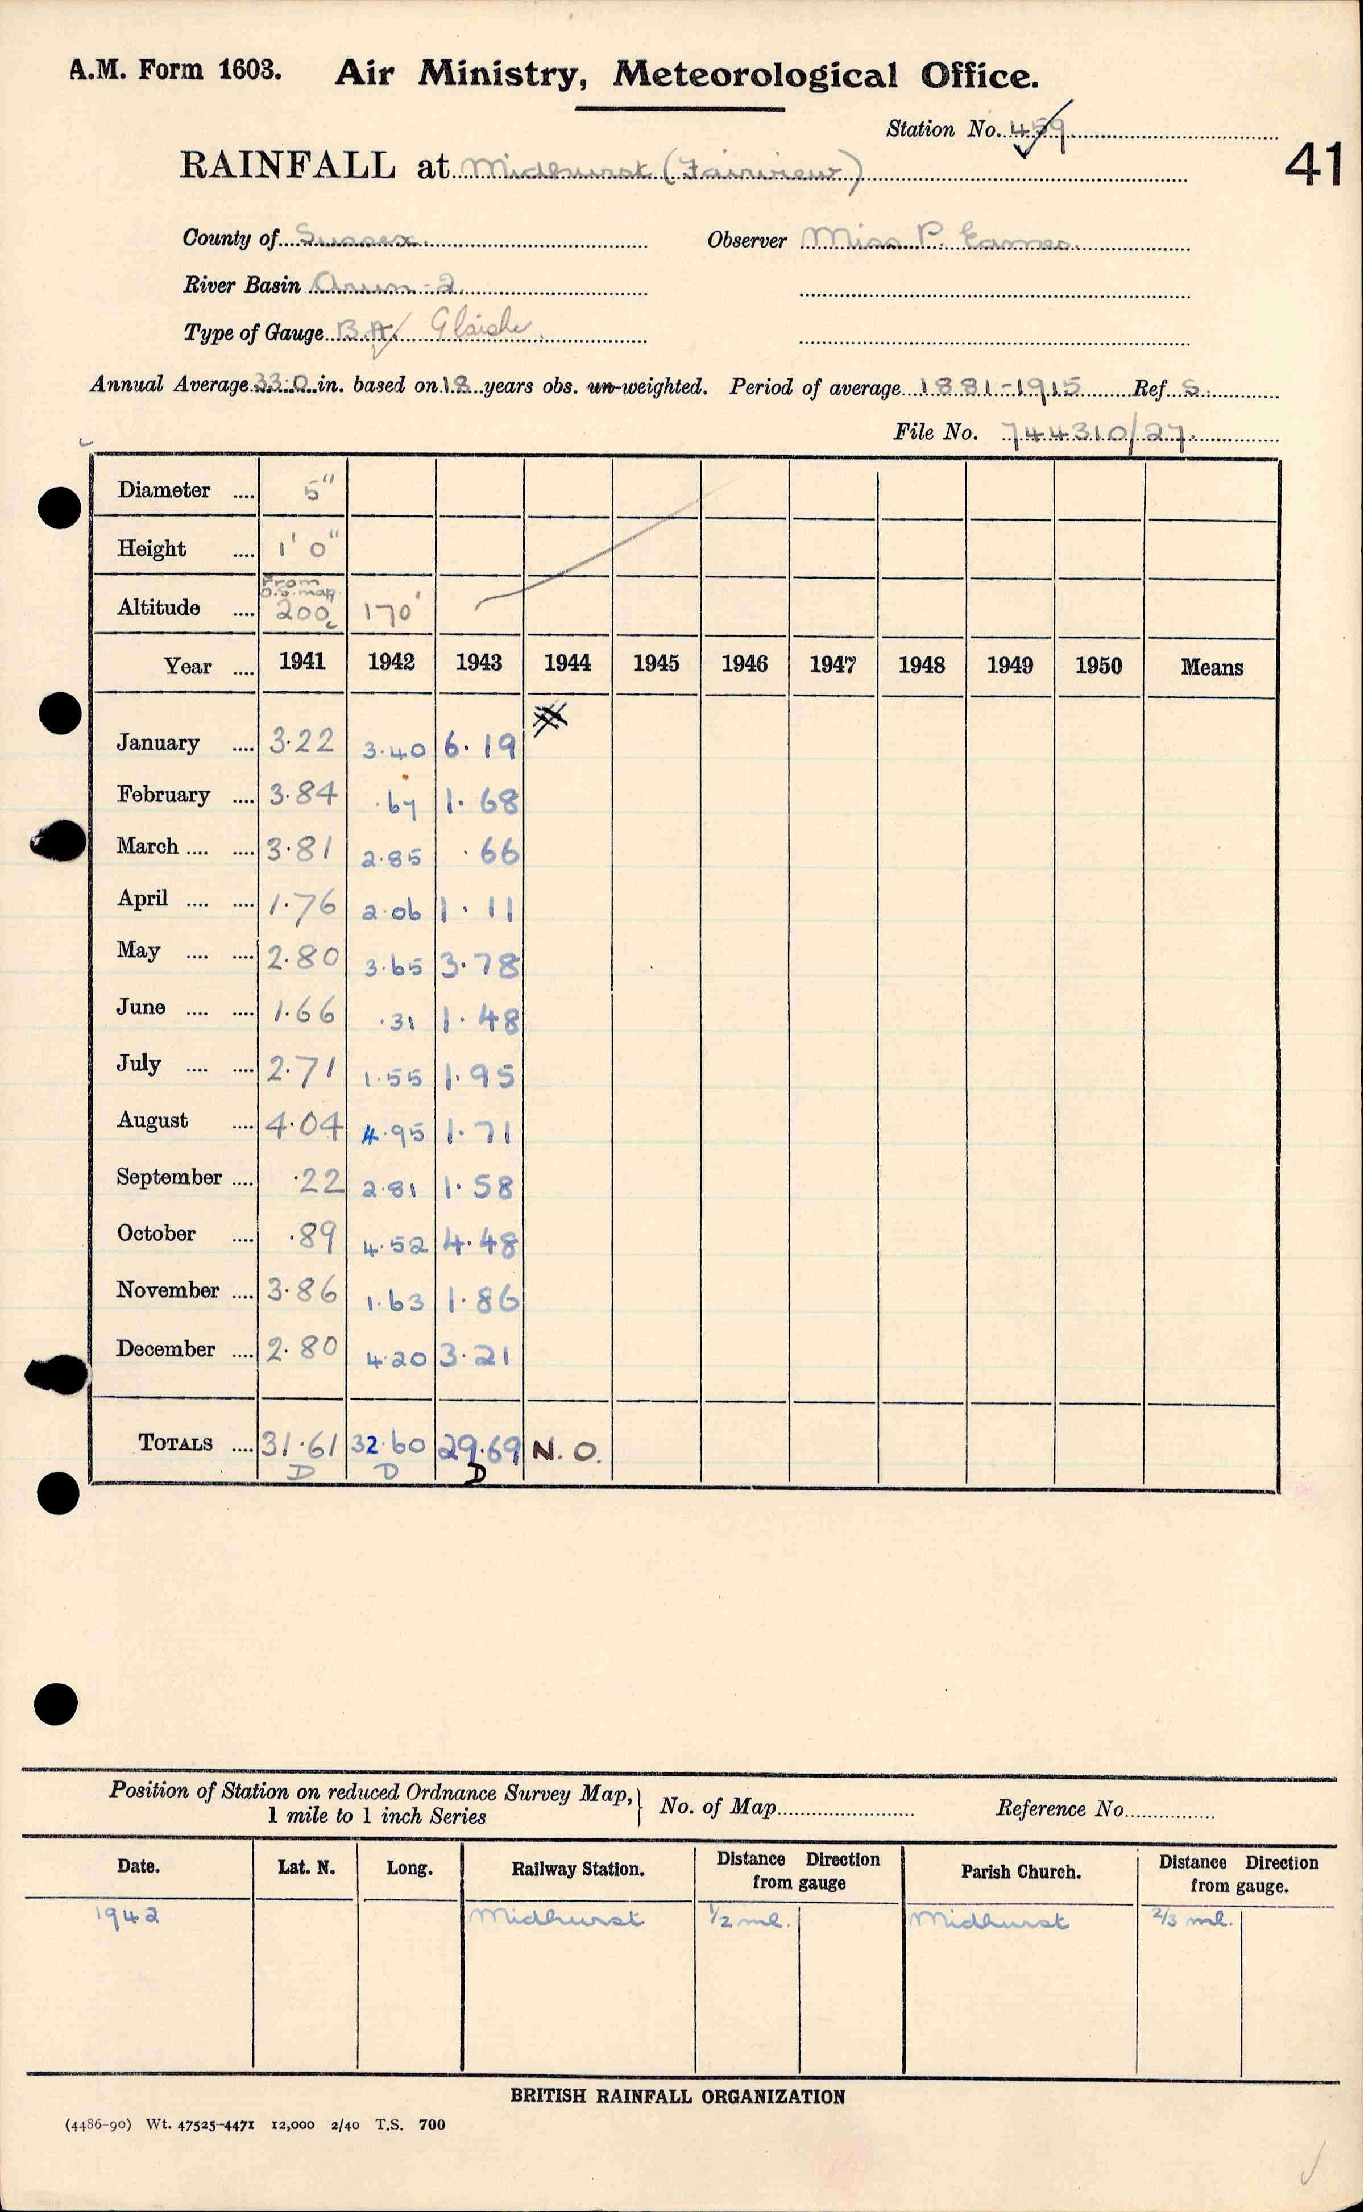 A.M. Form 1603. Air Ministry, Meteorological Office.
Station No. 459
41
RAINFALL at Midhurst (Fairview)
County of Sussex. Observer Miss P. Eames.
River Basin Arun - 2.
Type of Gauge B.A. Glaisher
Annual Average 33.0 in. based on 18 years obs. un-weighted. Period of average 1881-1915 Ref. S.
File No. 744310/27.
Diameter .... 5"
Height .... 1' 0"
From
O.S. map.
Altitude .... 200 170'
Year .... 1941 1942 1943 1944 1945 1946 1947 1948 1949 1950 Means
January .... 3.22 3.40 6.19
February .... 3.84 .67 1.68
March .... .... 3.81 2.85 .66
April .... .... 1.76 2.06 1.11
May .... .... 2.80 3.65 3.78
June .... .... 1.66 .31 1.48
July .... .... 2.71 1.55 1.95
August .... 4.04 4.95 1.71
September .... .22 2.81 1.58
October .... .89 4.52 4.48
November .... 3.86 1.63 1.86
December .... 2.80 4.20 3.21
TOTALS .... 31.61 32.60 29.69 N.O.
D D D
Position of Station on reduced Ordnance Survey Map,
1 mile to 1 inch Series
No. of Map Reference No.
Date. Lat. N. Long. Railway Station. Distance Direction from gauge Parish Church. Distance Direction from gauge.
1942 Midhurst 1/2 ml. Midhurst 2/3 ml.
BRITISH RAINFALL ORGANIZATION
(4486-90) Wt. 47525-4471 12,000 2/40 T.S. 700